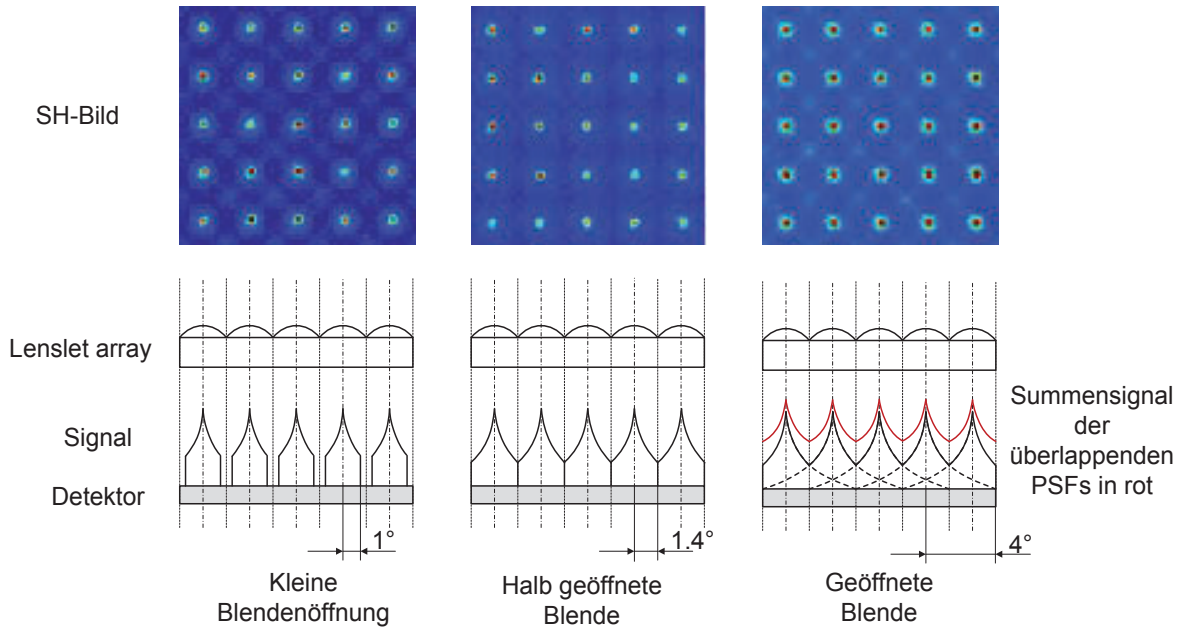 SH-Bild
Lenslet array
Signal
Detektor
Summensignal
der
überlappenden
PSFs in rot
1°
1.4°
4°
Kleine
Blendenöffnung
Halb geöffnete
Blende
Geöffnete
Blende